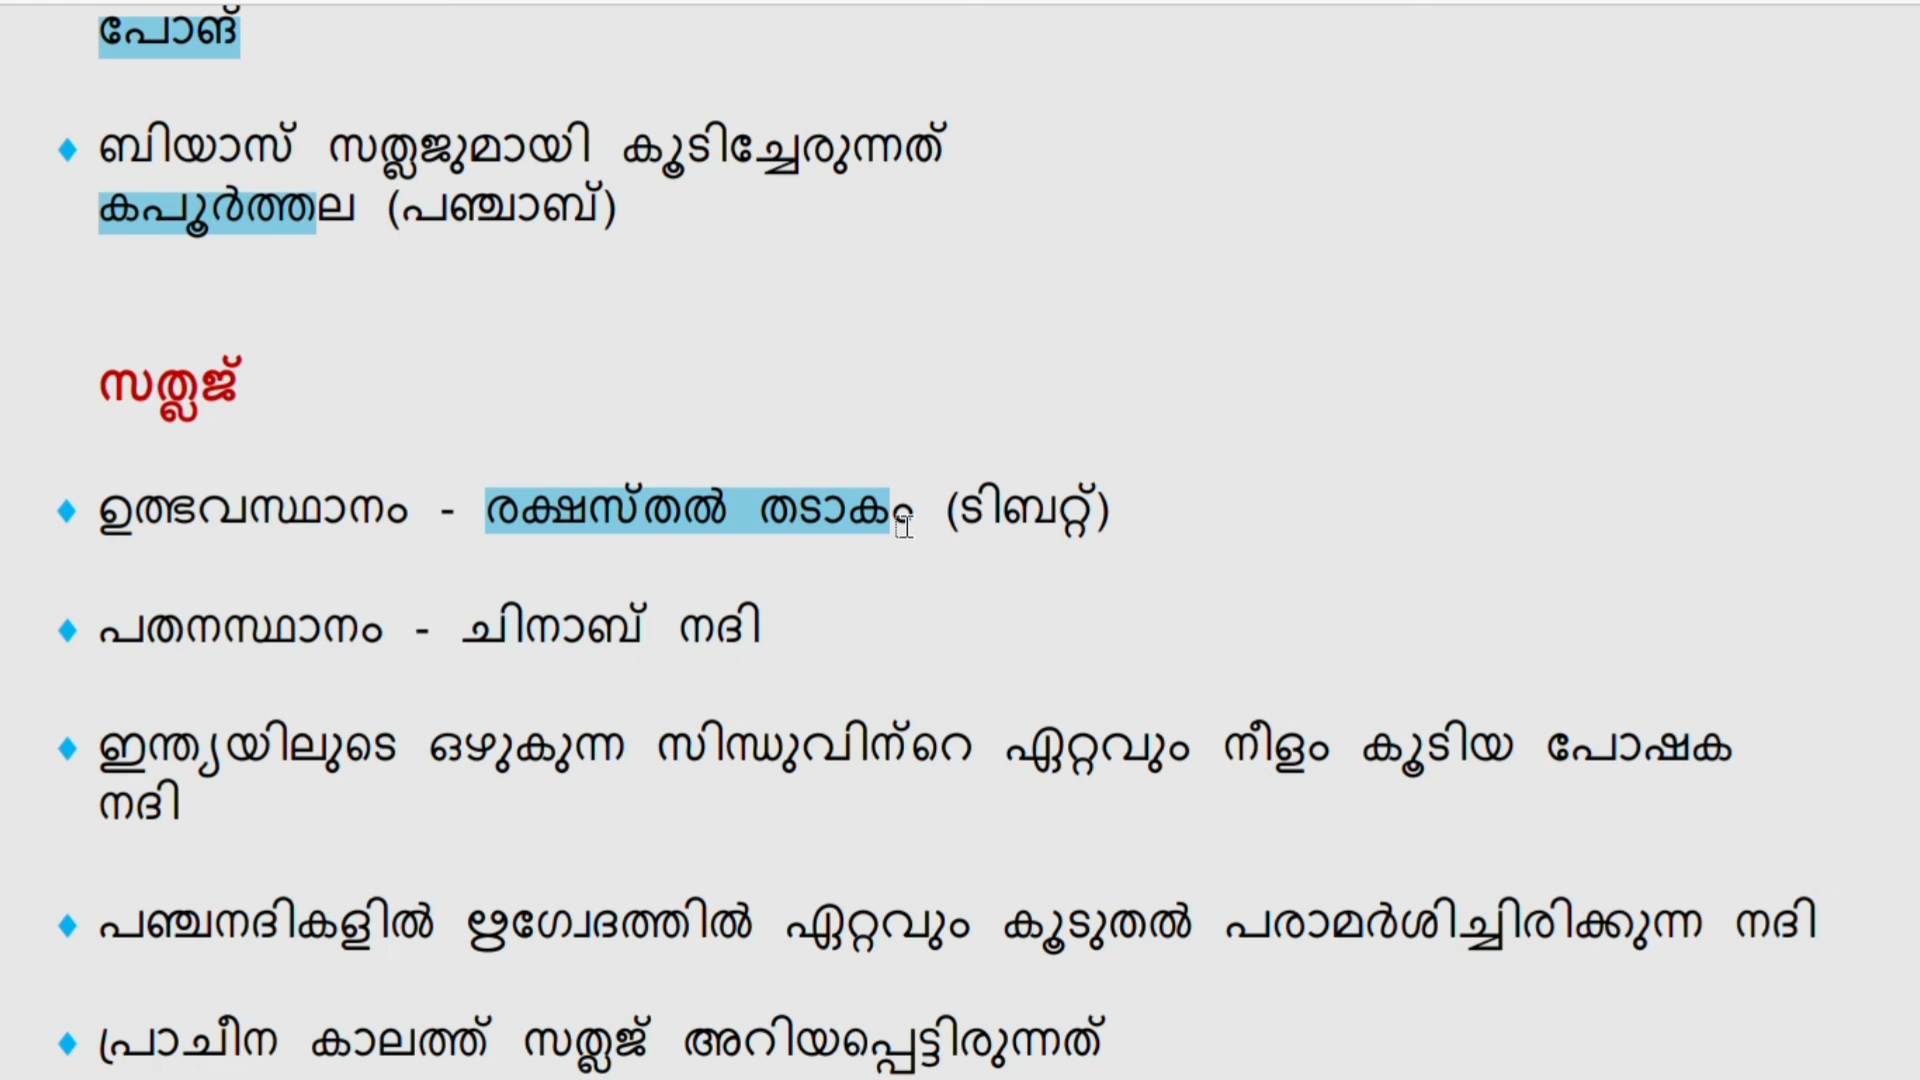 പോങ്
ബിയാസ് സത്ലജുമായി കൂടിച്ചേരുന്നത്
കപൂർത്തല (പഞ്ചാബ്)
സത്ലജ്
ഉത്ഭവസ്ഥാനം - രക്ഷസ്തൽ തടാകം (ടിബറ്റ്)
പതനസ്ഥാനം - ചിനാബ് നദി
ഇന്ത്യയിലുടെ ഒഴുകുന്ന സിന്ധുവിന്റെ ഏറ്റവും നീളം കൂടിയ പോഷക
നദി
പഞ്ചനദികളിൽ ഋഗ്വേദത്തിൽ ഏറ്റവും കൂടുതൽ പരാമർശിച്ചിരിക്കുന്ന നദി
പ്രാചീന കാലത്ത് സത്ലജ് അറിയപ്പെട്ടിരുന്നത്